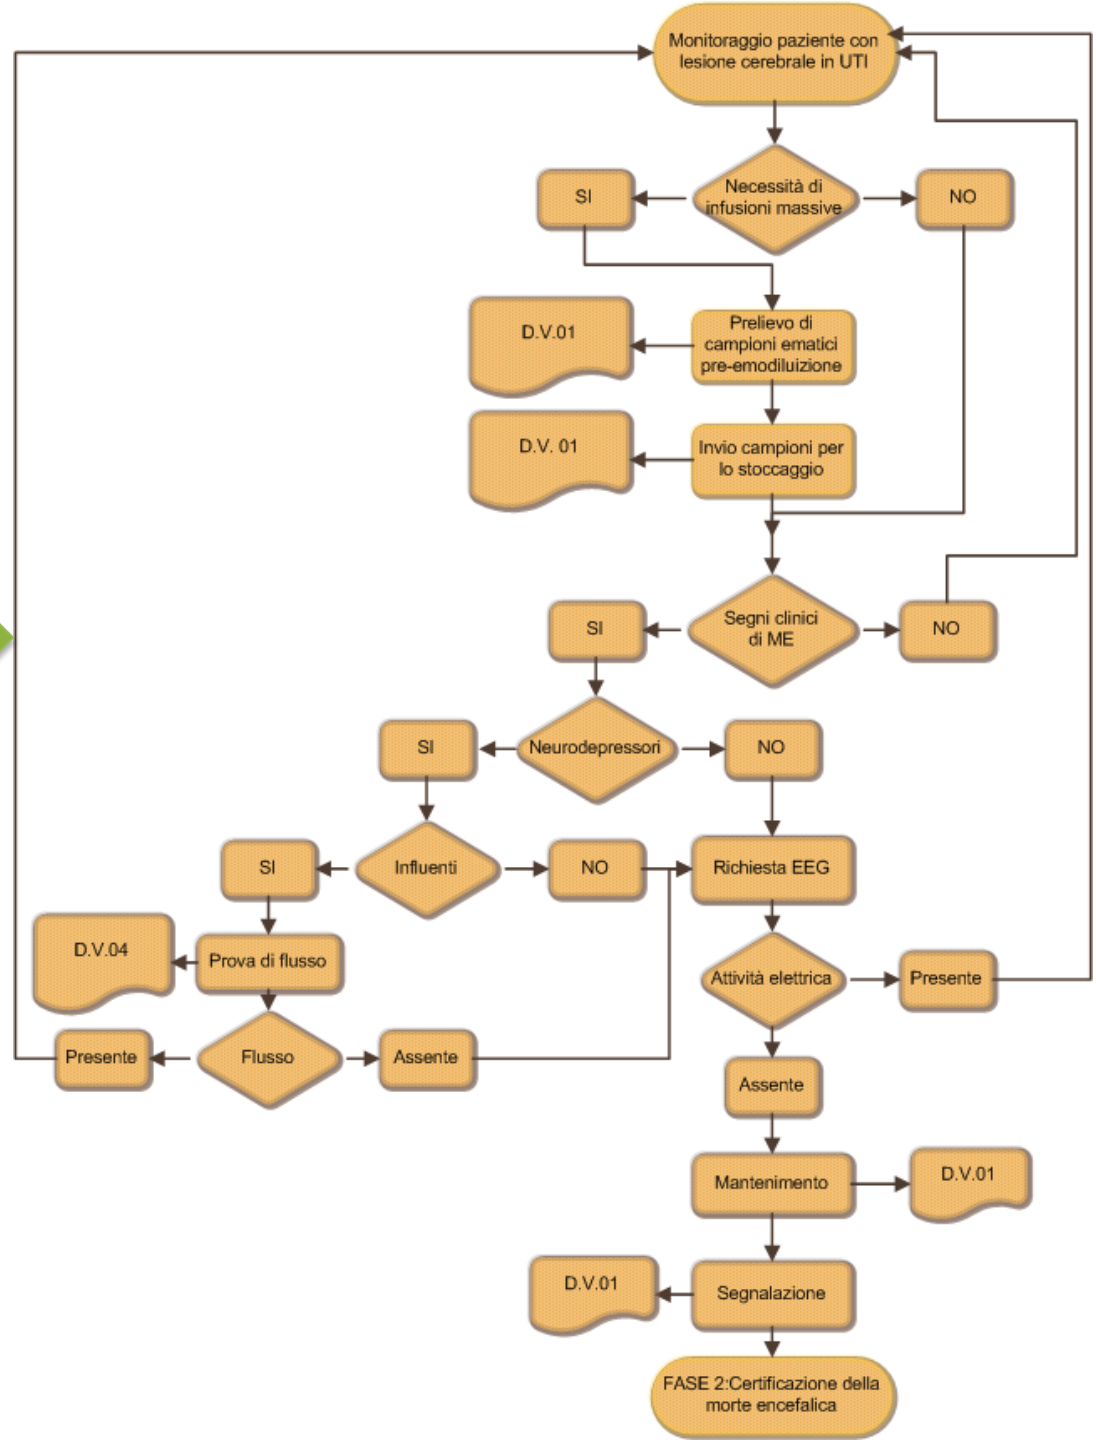 Monitoraggio paziente con
lesione cerebrale in UTI
Necessità di
infusioni massive
SI
NO
Prelievo di
campioni ematici
pre-emodiluizione
D.V.01
Invio campioni per
lo stoccaggio
D.V. 01
Segni clinici
di ME
SI
NO
Neurodepressori
SI
NO
Influenti
SI
NO
Richiesta EEG
Prova di flusso
D.V.04
Attività elettrica
Presente
Flusso
Presente
Assente
Assente
Mantenimento
D.V.01
Segnalazione
D.V.01
FASE 2:Certificazione della
morte encefalica